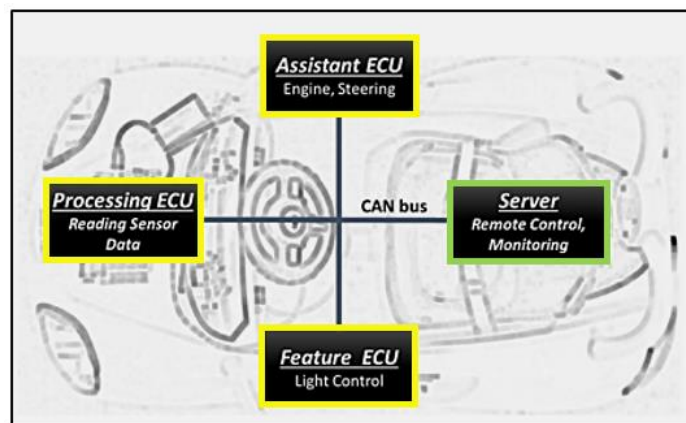 Assistant ECU
Engine, Steering
Processing ECU
Reading Sensor
Data
CAN bus
Server
Remote Control,
Monitoring
Feature ECU
Light Control